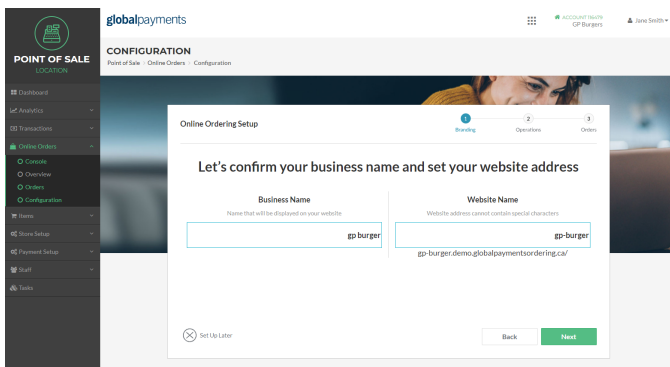 globalpayments
ACCOUNT 116478
GP Burgers
Jane Smith
POINT OF SALE
LOCATION
Dashboard
Analytics
Transactions
Online Orders
Console
Overview
Orders
Configuration
Items
Store Setup
Payment Setup
Staff
Tasks
CONFIGURATION
Point of Sale > Online Orders > Configuration
Online Ordering Setup
1
2
3
Branding
Operations
Orders
Let's confirm your business name and set your website address
Business Name
Name that will be displayed on your website
gp burger
Website Name
Website address cannot contain special characters
gp-burger
gp-burger.demo.globalpaymentsordering.ca/
Set Up Later
Back
Next